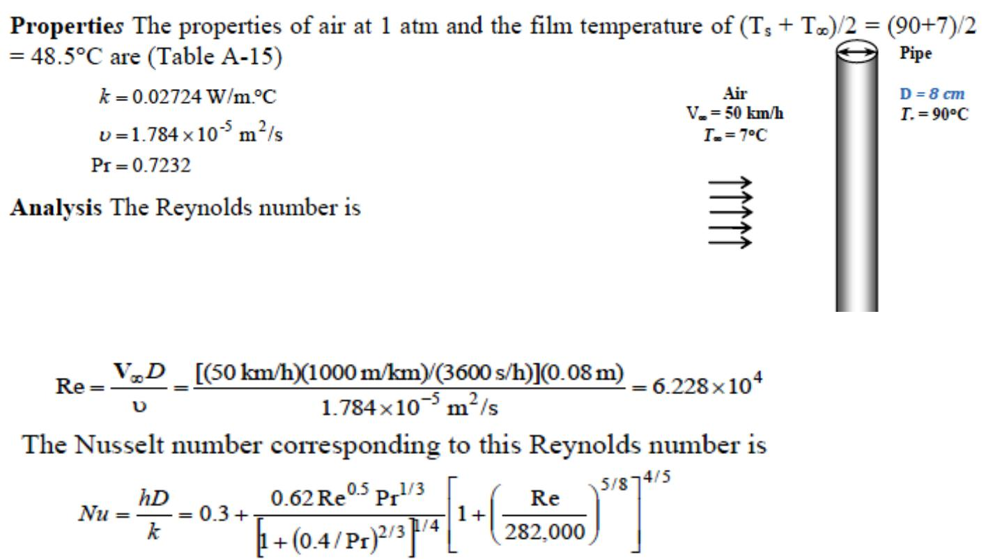 Properties The properties of air at 1 atm and the film temperature of (Tₛ + T∞)/2 = (90+7)/2
= 48.5°C are (Table A-15)
Pipe
k = 0.02724 W/m.°C
Air
D = 8 cm
V∞ = 50 km/h
T. = 90°C
υ = 1.784 × 10⁻⁵ m²/s
T∞ = 7°C
Pr = 0.7232
Analysis The Reynolds number is
Re = V∞D / υ = [(50 km/h)(1000 m/km)/(3600 s/h)](0.08 m) / 1.784×10⁻⁵ m²/s = 6.228×10⁴
The Nusselt number corresponding to this Reynolds number is
Nu = hD / k = 0.3 + 0.62 Re^0.5 Pr^1/3 / [1 + (0.4 / Pr)^2/3]^1/4 [1 + (Re / 282,000)^5/8]^4/5